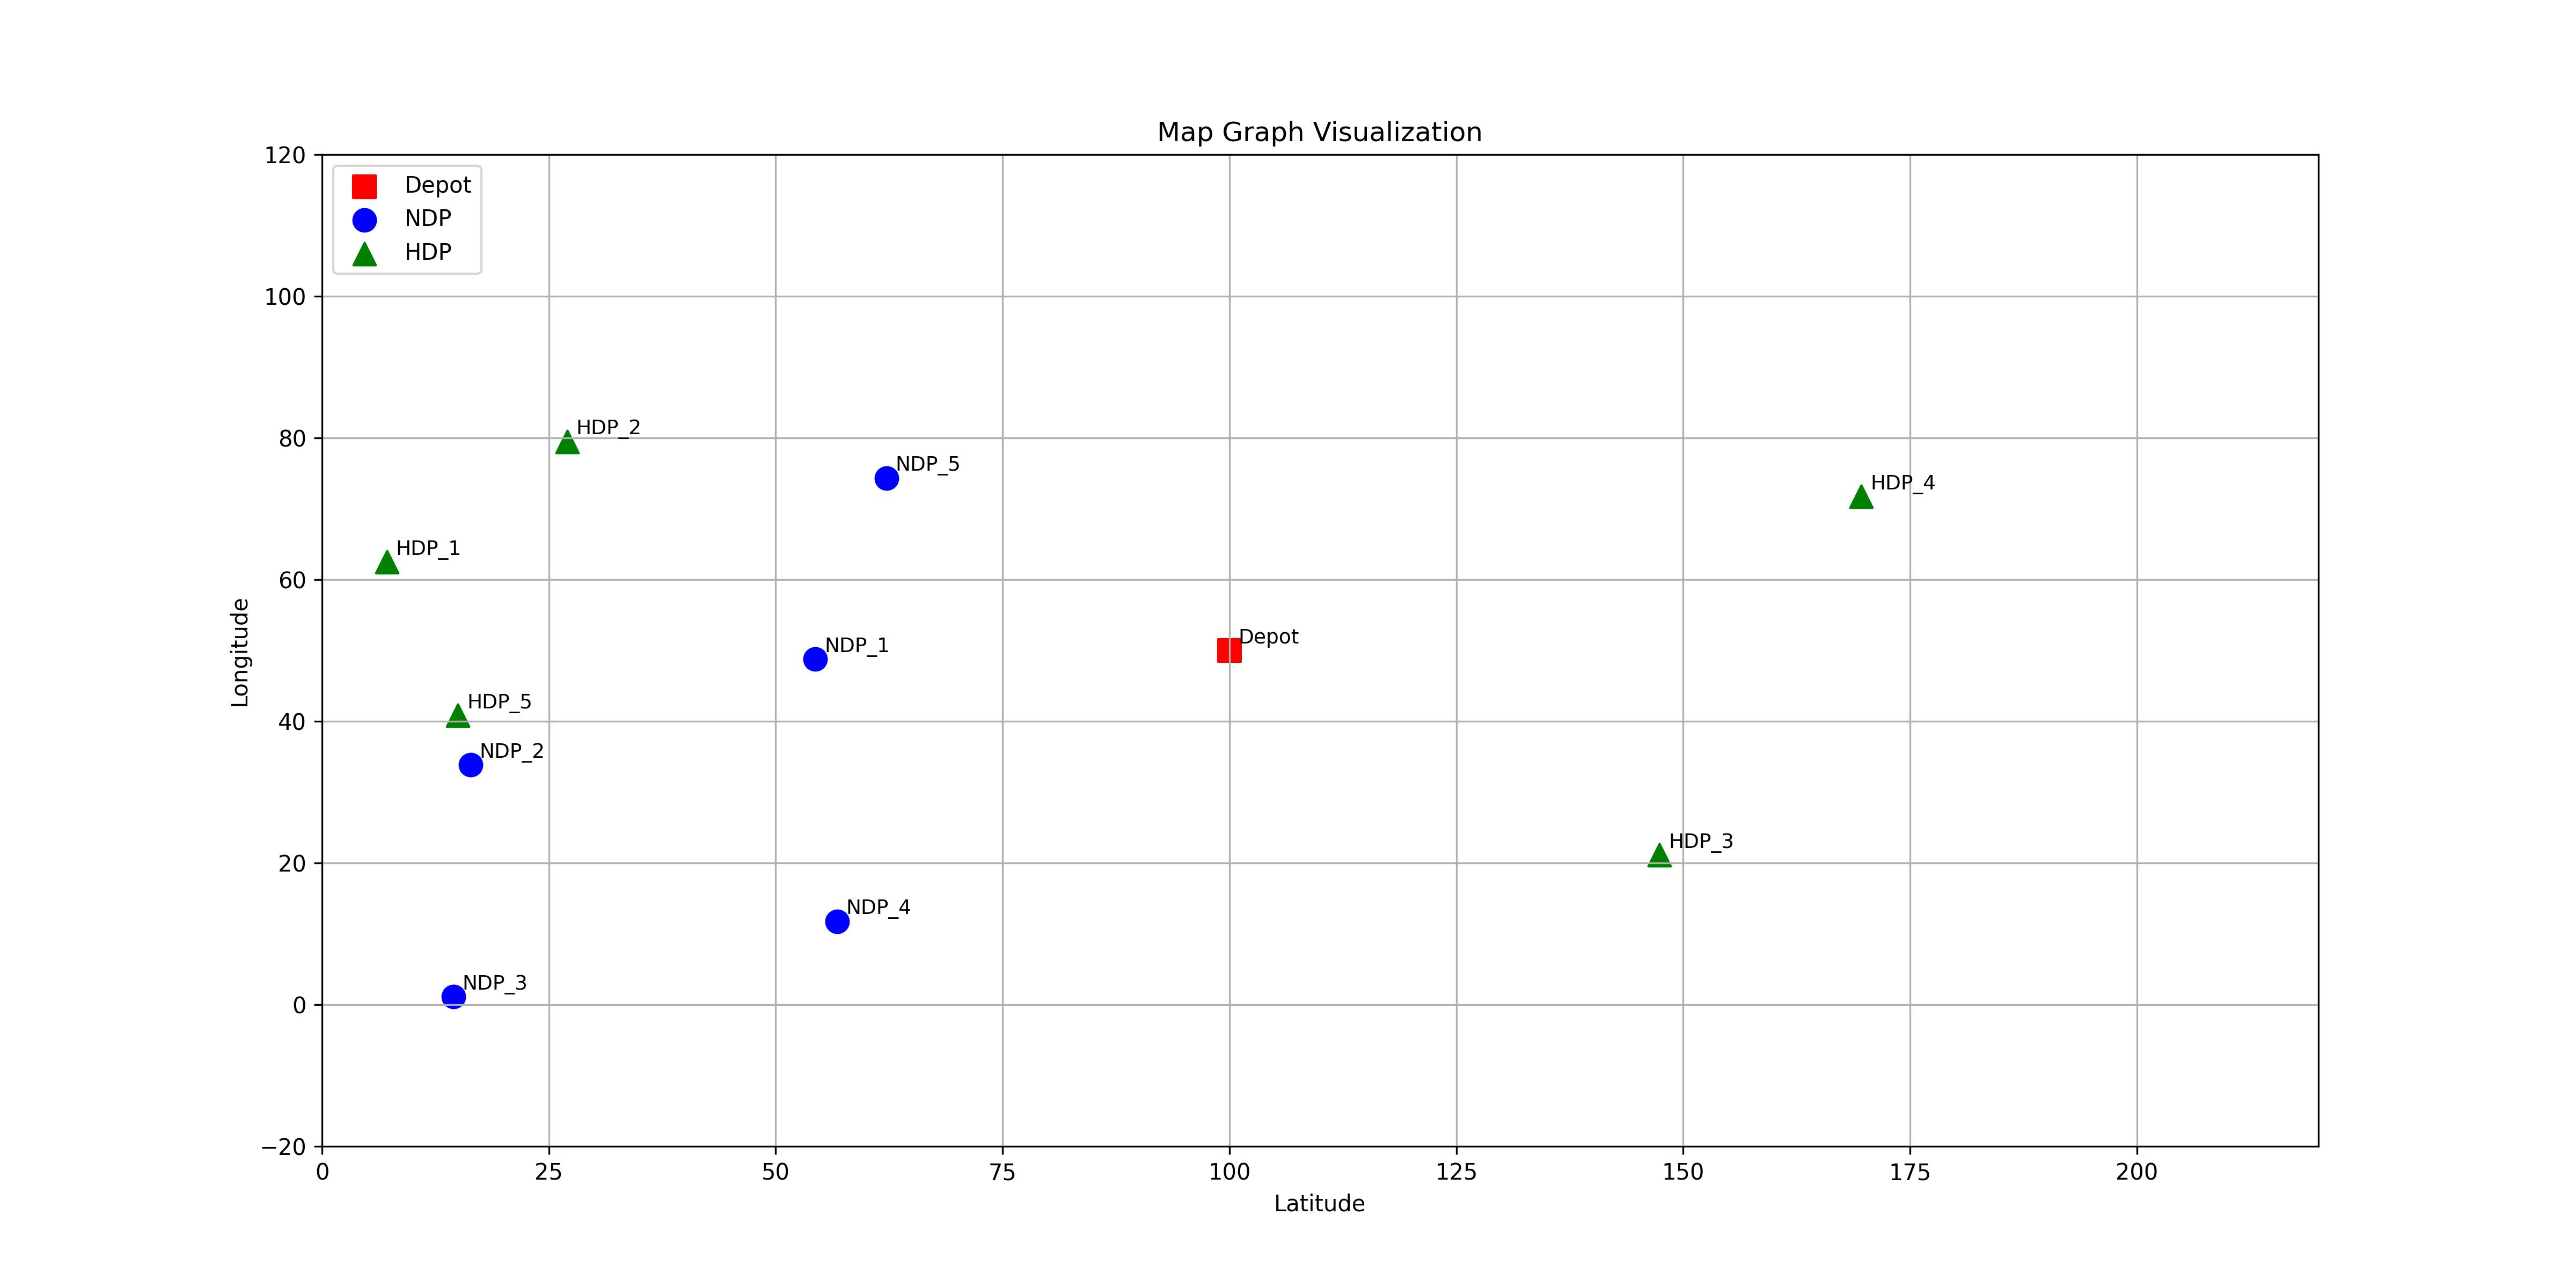 Map Graph Visualization
120
100
80
60
40
20
0
−20
Longitude
Depot
NDP
HDP
HDP_2
NDP_5
HDP_4
HDP_1
Depot
NDP_1
HDP_5
NDP_2
HDP_3
NDP_4
NDP_3
0 25 50 75 100 125 150 175 200
Latitude